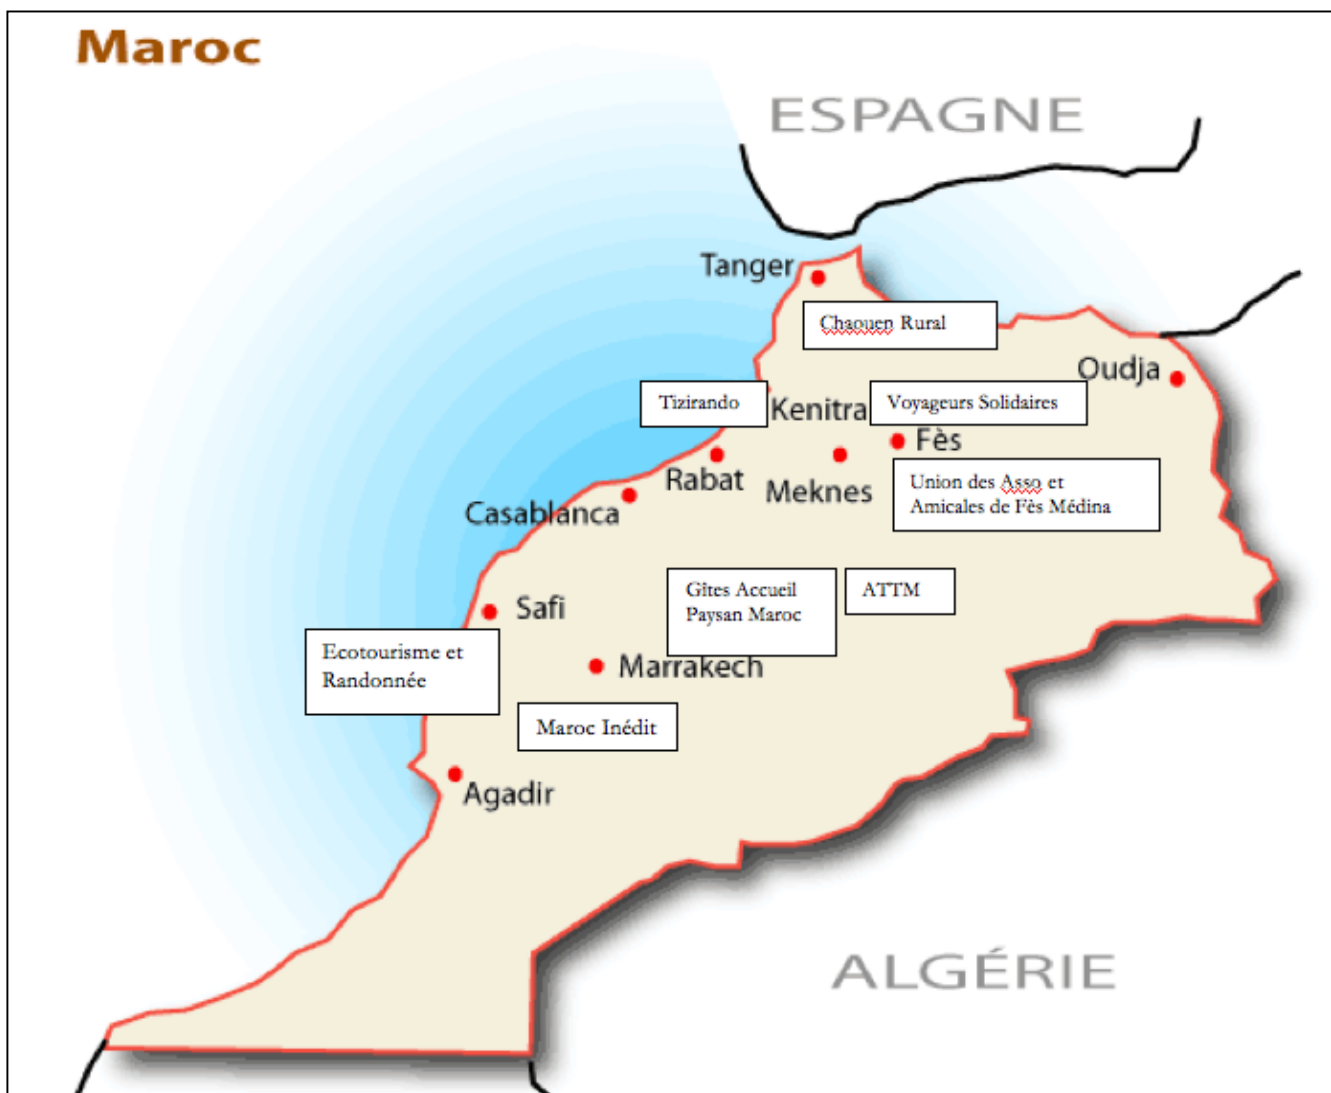 Maroc
ESPAGNE
Tanger
Chaouen Rural
Oudja
Tizirando
Kenitra
Voyageurs Solidaires
Fès
Rabat
Meknes
Union des Asso et
Amicales de Fès Médina
Casablanca
Gîtes Accueil
Paysan Maroc
ATTM
Safi
Ecotourisme et
Randonnée
Marrakech
Maroc Inédit
Agadir
ALGÉRIE